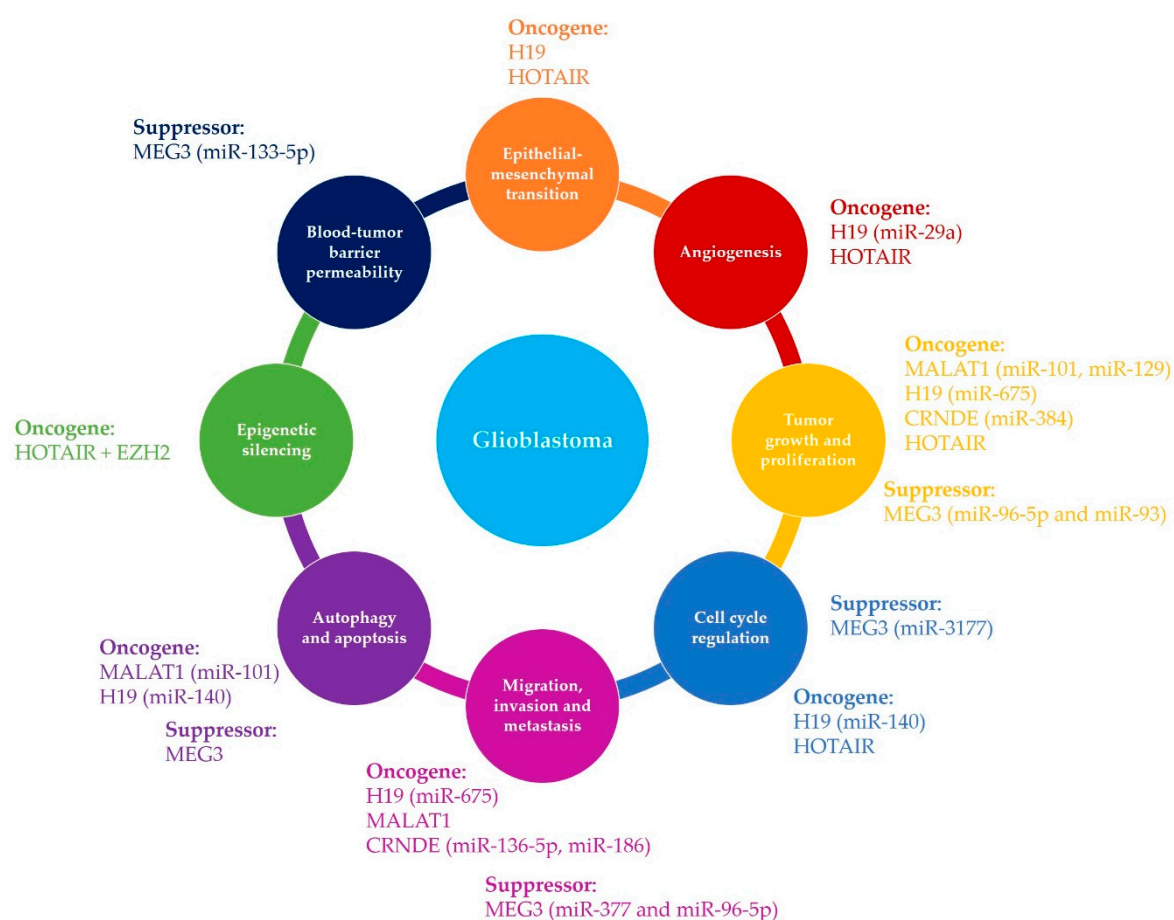 Oncogene:
H19
HOTAIR
Epithelial-
mesenchymal
transition
Suppressor:
MEG3 (miR-133-5p)
Blood-tumor
barrier
permeability
Oncogene:
H19 (miR-29a)
HOTAIR
Angiogenesis
Oncogene:
MALAT1 (miR-101, miR-129)
H19 (miR-675)
CRNDE (miR-384)
HOTAIR
Suppressor:
MEG3 (miR-96-5p and miR-93)
Tumor
growth and
proliferation
Glioblastoma
Oncogene:
HOTAIR + EZH2
Epigenetic
silencing
Suppressor:
MEG3 (miR-3177)
Oncogene:
H19 (miR-140)
HOTAIR
Cell cycle
regulation
Autophagy
and apoptosis
Oncogene:
MALAT1 (miR-101)
H19 (miR-140)
Suppressor:
MEG3
Migration,
invasion and
metastasis
Oncogene:
H19 (miR-675)
MALAT1
CRNDE (miR-136-5p, miR-186)
Suppressor:
MEG3 (miR-377 and miR-96-5p)